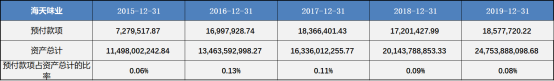 海天味业 2015-12-31 2016-12-31 2017-12-31 2018-12-31 2019-12-31
预付款项 7,279,517.87 16,997,928.74 18,366,401.43 17,201,427.99 18,577,720.22
资产总计 11,498,002,242.84 13,463,592,998.27 16,336,012,255.77 20,143,788,853.33 24,753,888,098.68
预付款项占资产总计的比
率 0.06% 0.13% 0.11% 0.09% 0.08%